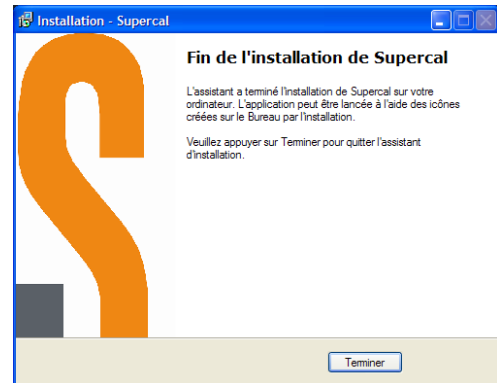 Installation - Supercal
Fin de l'installation de Supercal
L'assistant a terminé l'installation de Supercal sur votre
ordinateur. L'application peut être lancée à l'aide des icônes
créées sur le Bureau par l'installation.
Veuillez appuyer sur Terminer pour quitter l'assistant
d'installation.
Terminer